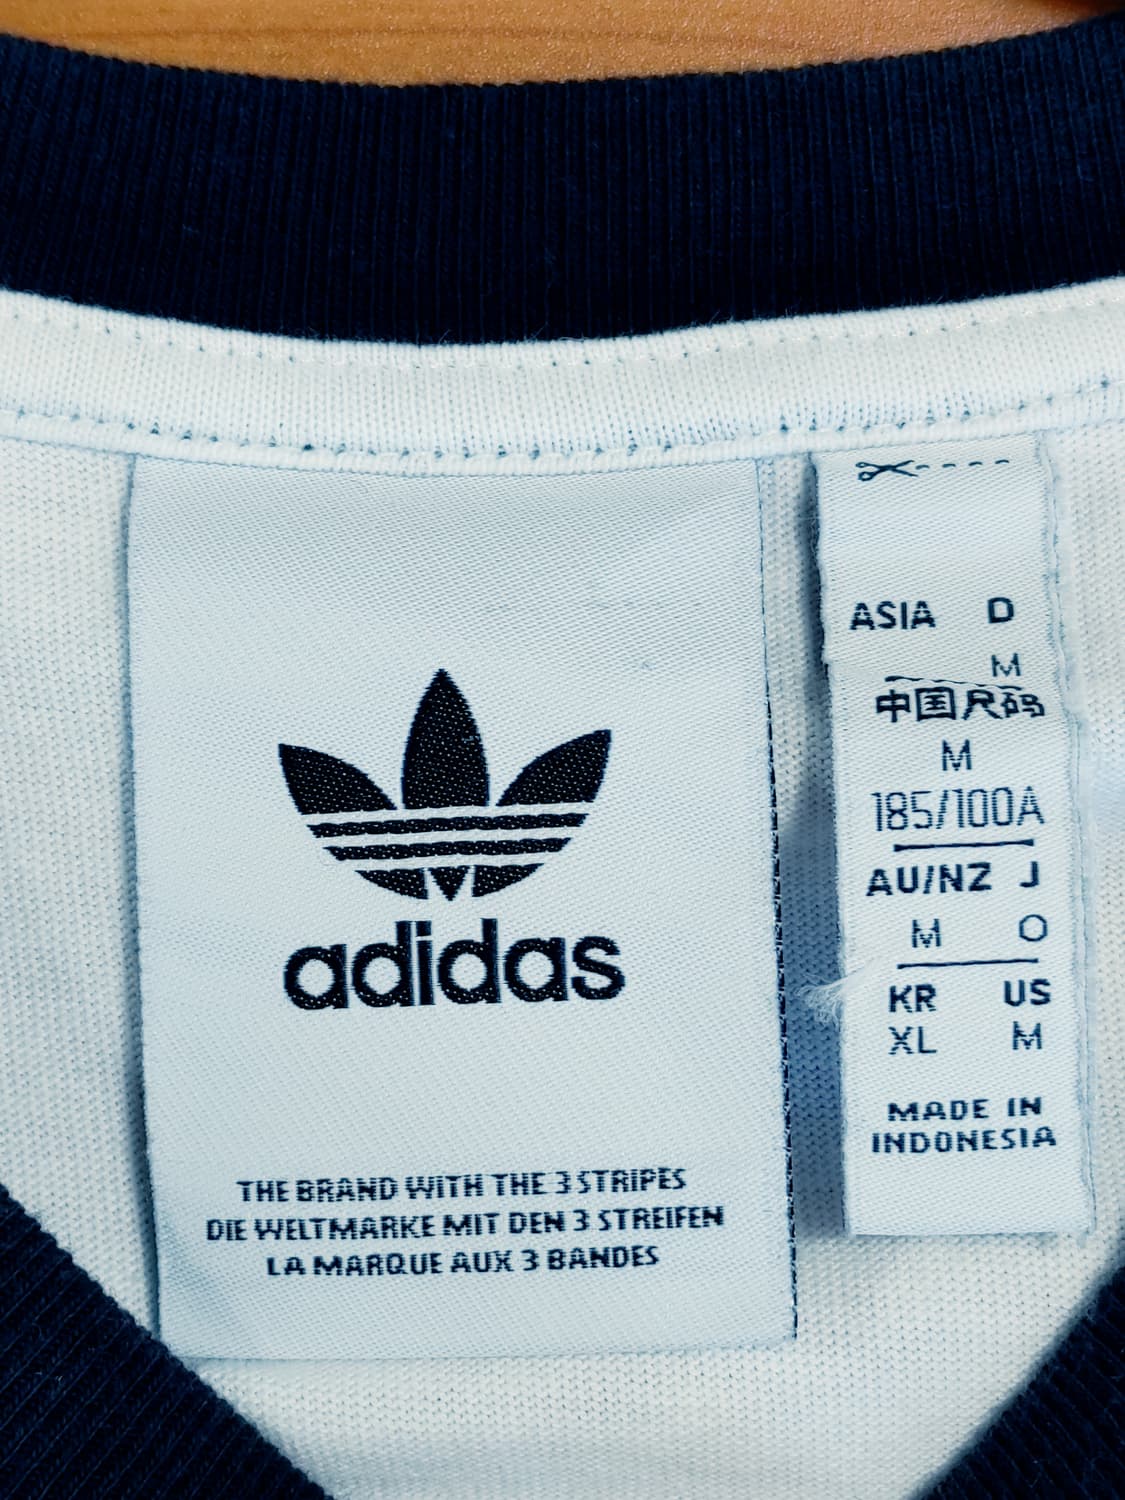 adidas
THE BRAND WITH THE 3 STRIPES
DIE WELTMARKE MIT DEN 3 STREIFEN
LA MARQUE AUX 3 BANDES
ASIA D
M
中国尺码
M
185/100A
AU/NZ J
M O
KR US
XL M
MADE IN
INDONESIA